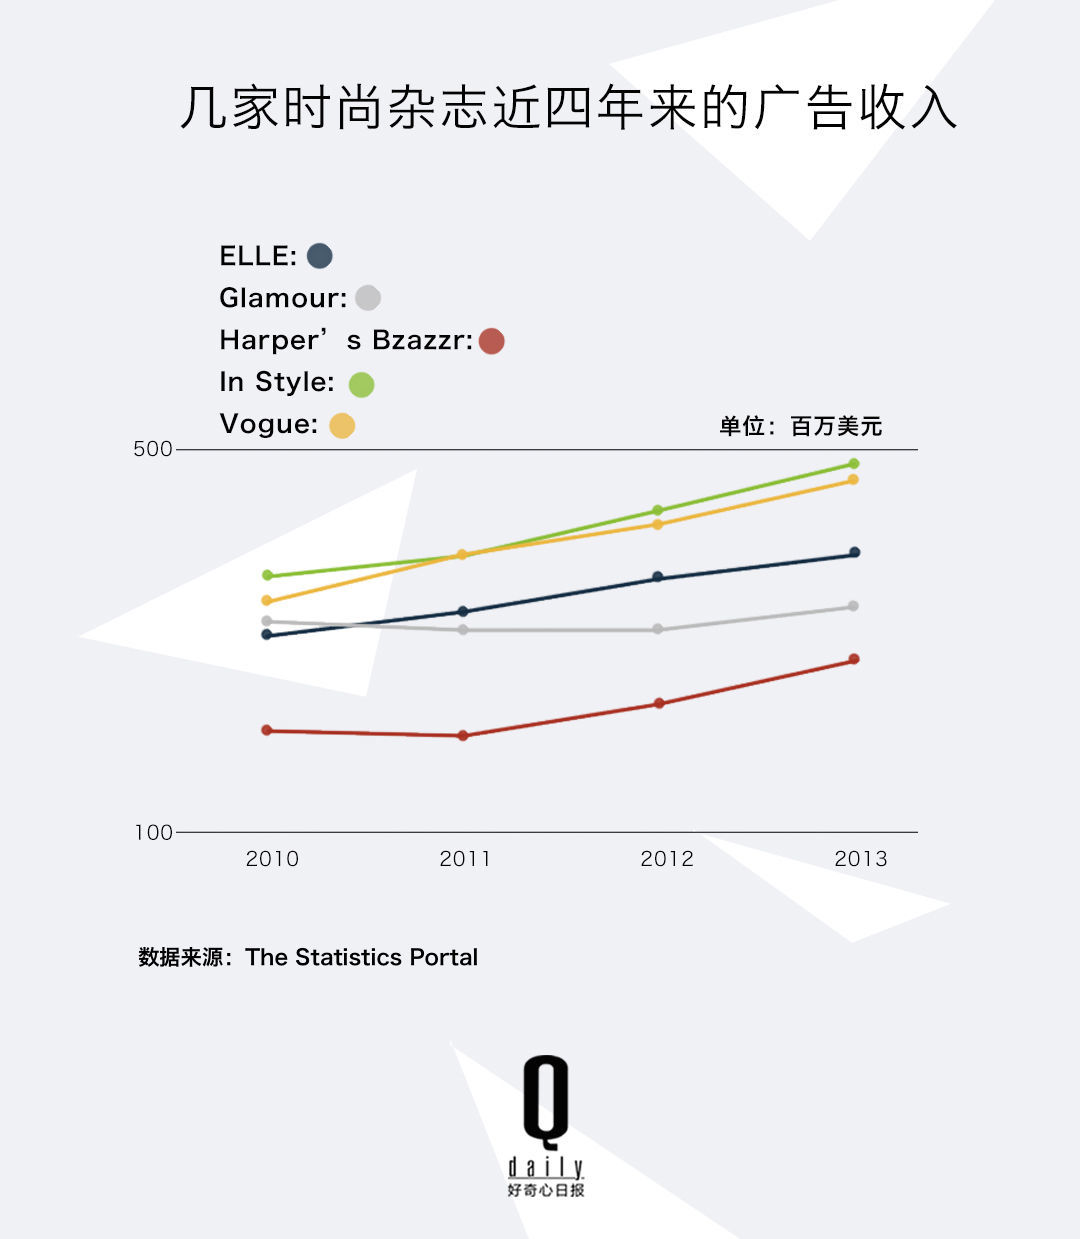 几家时尚杂志近四年来的广告收入
ELLE:
Glamour:
Harper’s Bzazzr:
In Style:
Vogue:
单位：百万美元
500
100
2010 2011 2012 2013
数据来源：The Statistics Portal
Q
daily
好奇心日报